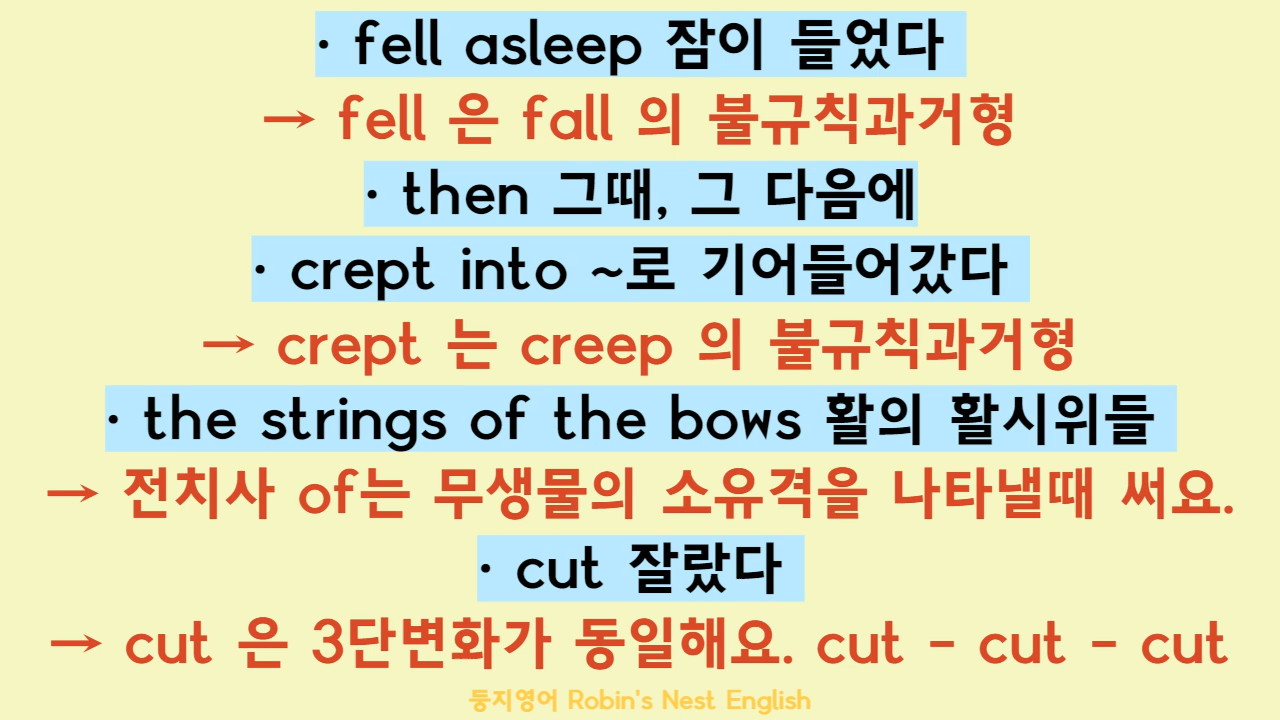 · fell asleep 잠이 들었다
→ fell 은 fall 의 불규칙과거형
· then 그때, 그 다음에
· crept into ~로 기어들어갔다
→ crept 는 creep 의 불규칙과거형
· the strings of the bows 활의 활시위들
→ 전치사 of는 무생물의 소유격을 나타낼때 써요.
· cut 잘랐다
→ cut 은 3단변화가 동일해요. cut - cut - cut
둥지영어 Robin's Nest English